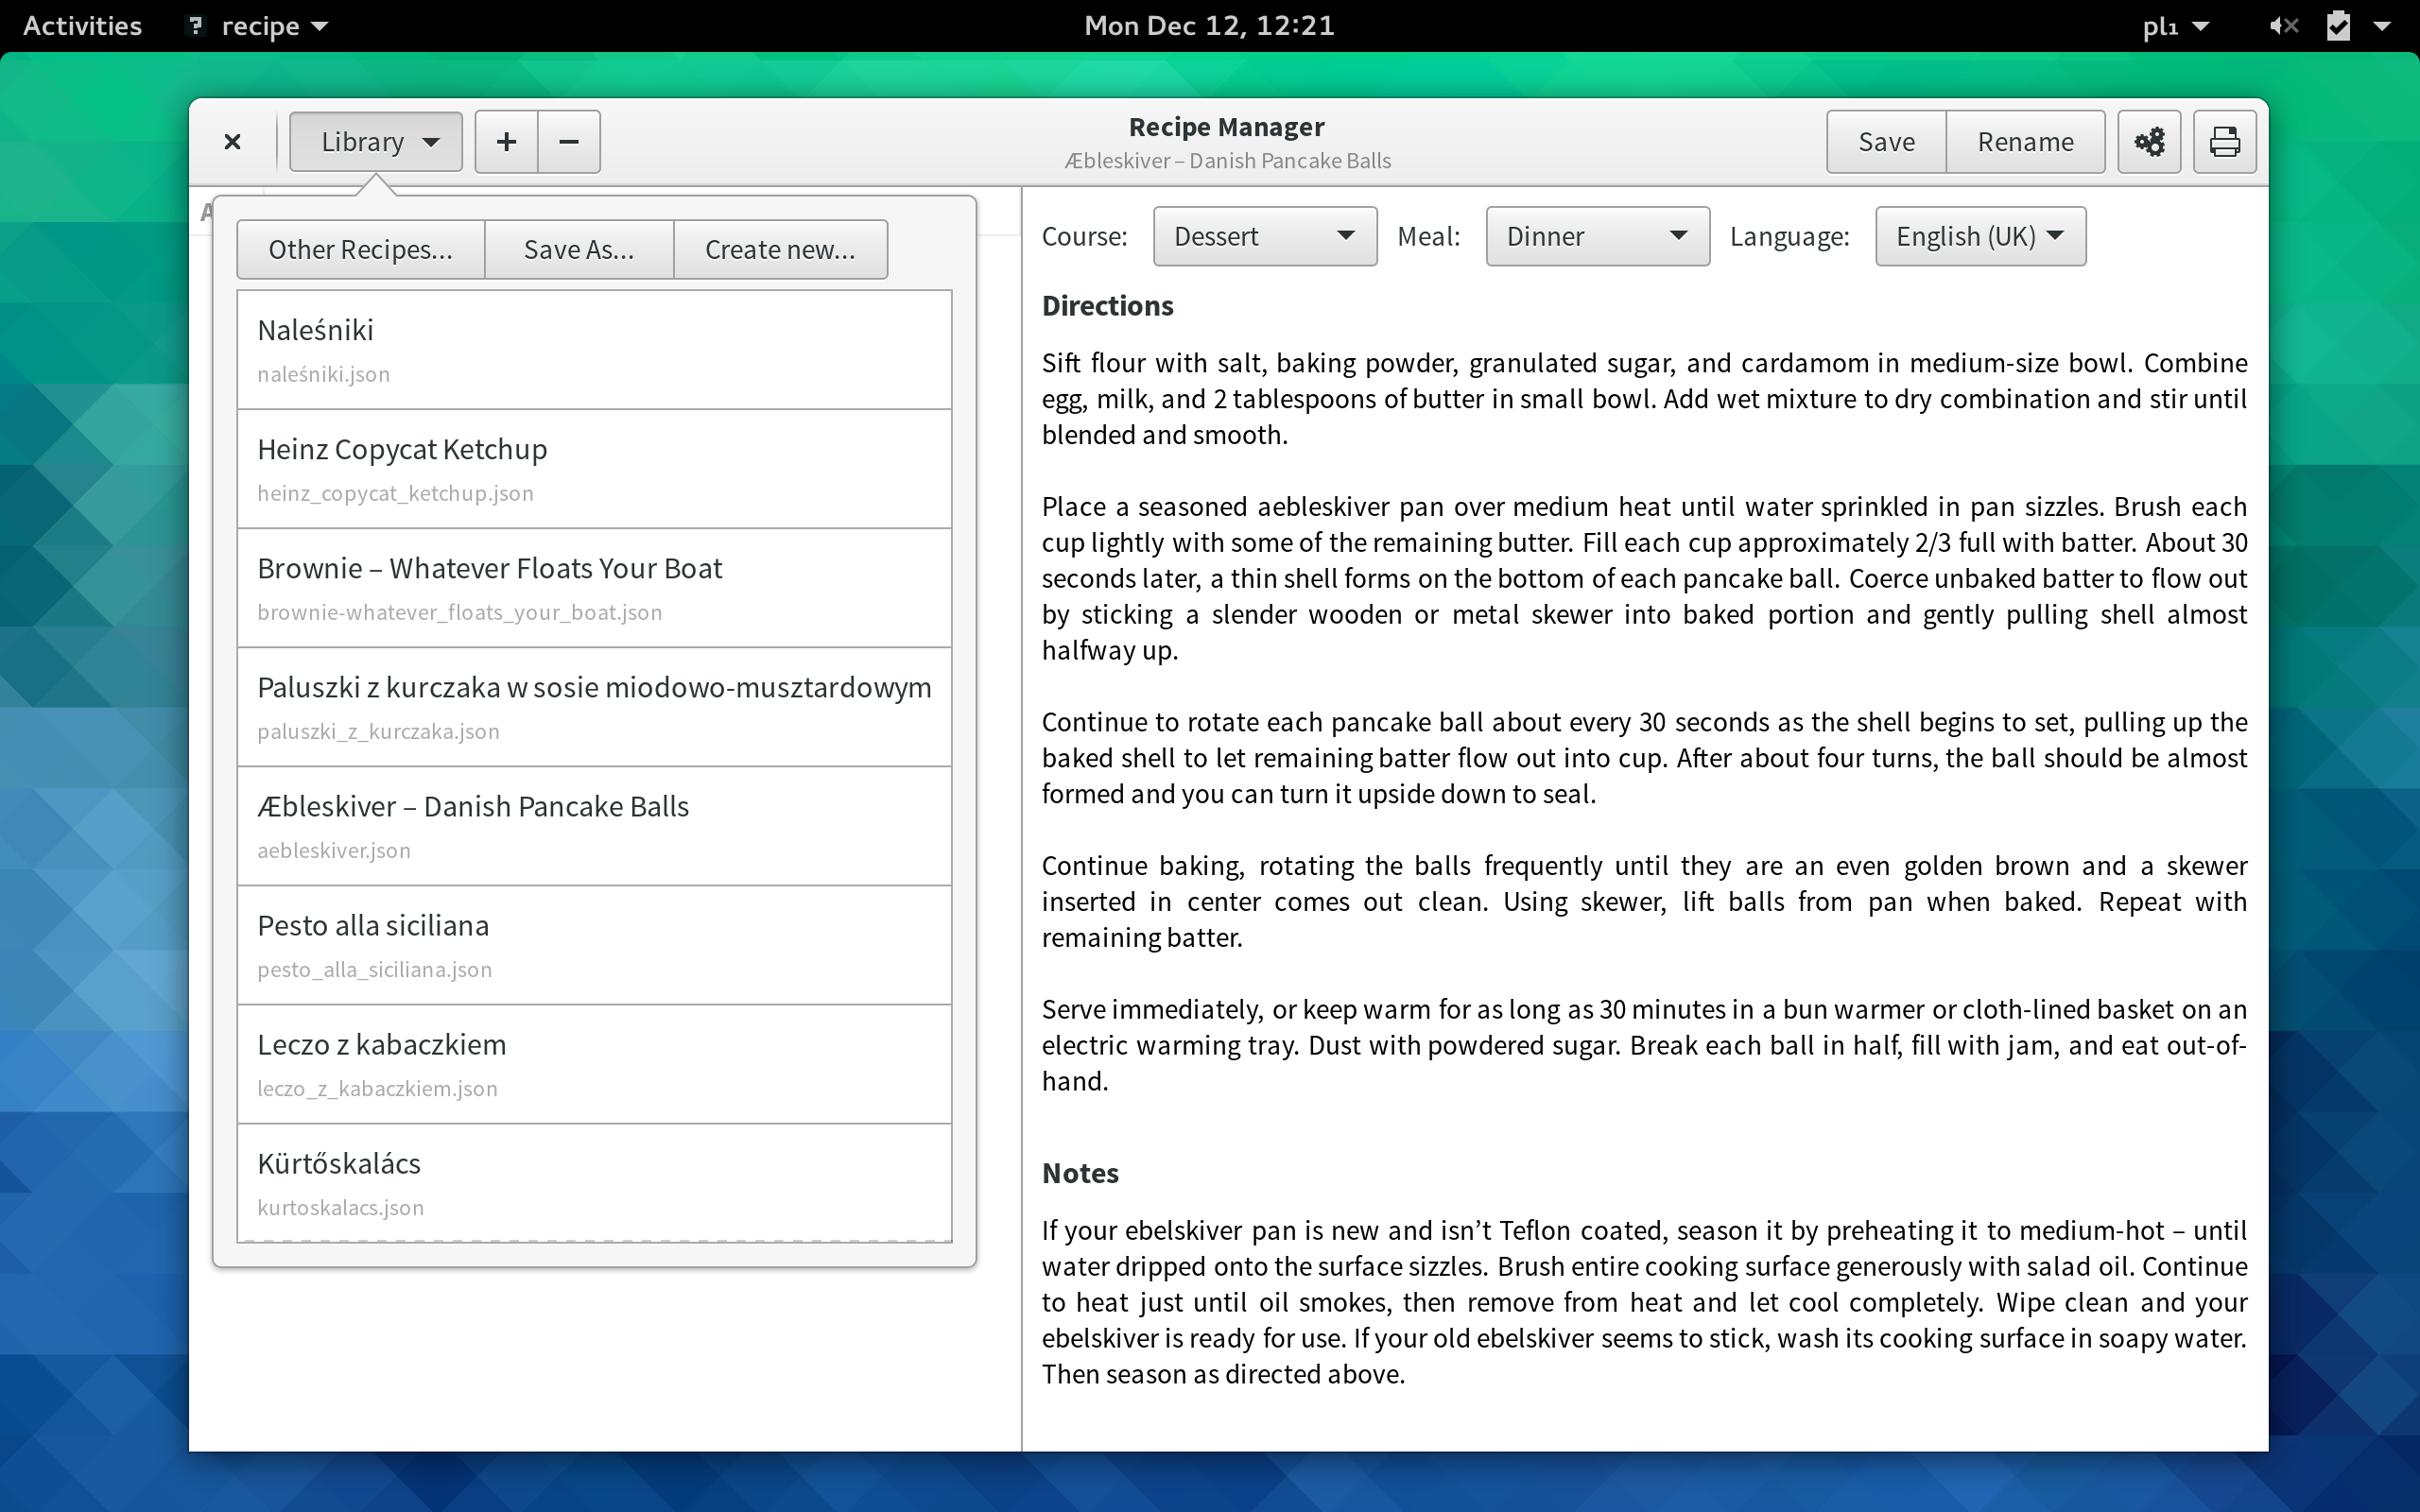 Activities
recipe
Mon Dec 12, 12:21
pl₁
Library
+ −
Recipe Manager
Æbleskiver – Danish Pancake Balls
Save
Rename
A
Other Recipes...
Save As...
Create new...
Naleśniki
naleśniki.json
Heinz Copycat Ketchup
heinz_copycat_ketchup.json
Brownie – Whatever Floats Your Boat
brownie-whatever_floats_your_boat.json
Paluszki z kurczaka w sosie miodowo-musztardowym
paluszki_z_kurczaka.json
Æbleskiver – Danish Pancake Balls
aebleskiver.json
Pesto alla siciliana
pesto_alla_siciliana.json
Leczo z kabaczkiem
leczo_z_kabaczkiem.json
Kürtőskalács
kurtoskalacs.json
Course: Dessert Meal: Dinner Language: English (UK)
Directions
Sift flour with salt, baking powder, granulated sugar, and cardamom in medium-size bowl. Combine
egg, milk, and 2 tablespoons of butter in small bowl. Add wet mixture to dry combination and stir until
blended and smooth.
Place a seasoned aebleskiver pan over medium heat until water sprinkled in pan sizzles. Brush each
cup lightly with some of the remaining butter. Fill each cup approximately 2/3 full with batter. About 30
seconds later, a thin shell forms on the bottom of each pancake ball. Coerce unbaked batter to flow out
by sticking a slender wooden or metal skewer into baked portion and gently pulling shell almost
halfway up.
Continue to rotate each pancake ball about every 30 seconds as the shell begins to set, pulling up the
baked shell to let remaining batter flow out into cup. After about four turns, the ball should be almost
formed and you can turn it upside down to seal.
Continue baking, rotating the balls frequently until they are an even golden brown and a skewer
inserted in center comes out clean. Using skewer, lift balls from pan when baked. Repeat with
remaining batter.
Serve immediately, or keep warm for as long as 30 minutes in a bun warmer or cloth-lined basket on an
electric warming tray. Dust with powdered sugar. Break each ball in half, fill with jam, and eat out-of-
hand.
Notes
If your ebelskiver pan is new and isn’t Teflon coated, season it by preheating it to medium-hot – until
water dripped onto the surface sizzles. Brush entire cooking surface generously with salad oil. Continue
to heat just until oil smokes, then remove from heat and let cool completely. Wipe clean and your
ebelskiver is ready for use. If your old ebelskiver seems to stick, wash its cooking surface in soapy water.
Then season as directed above.